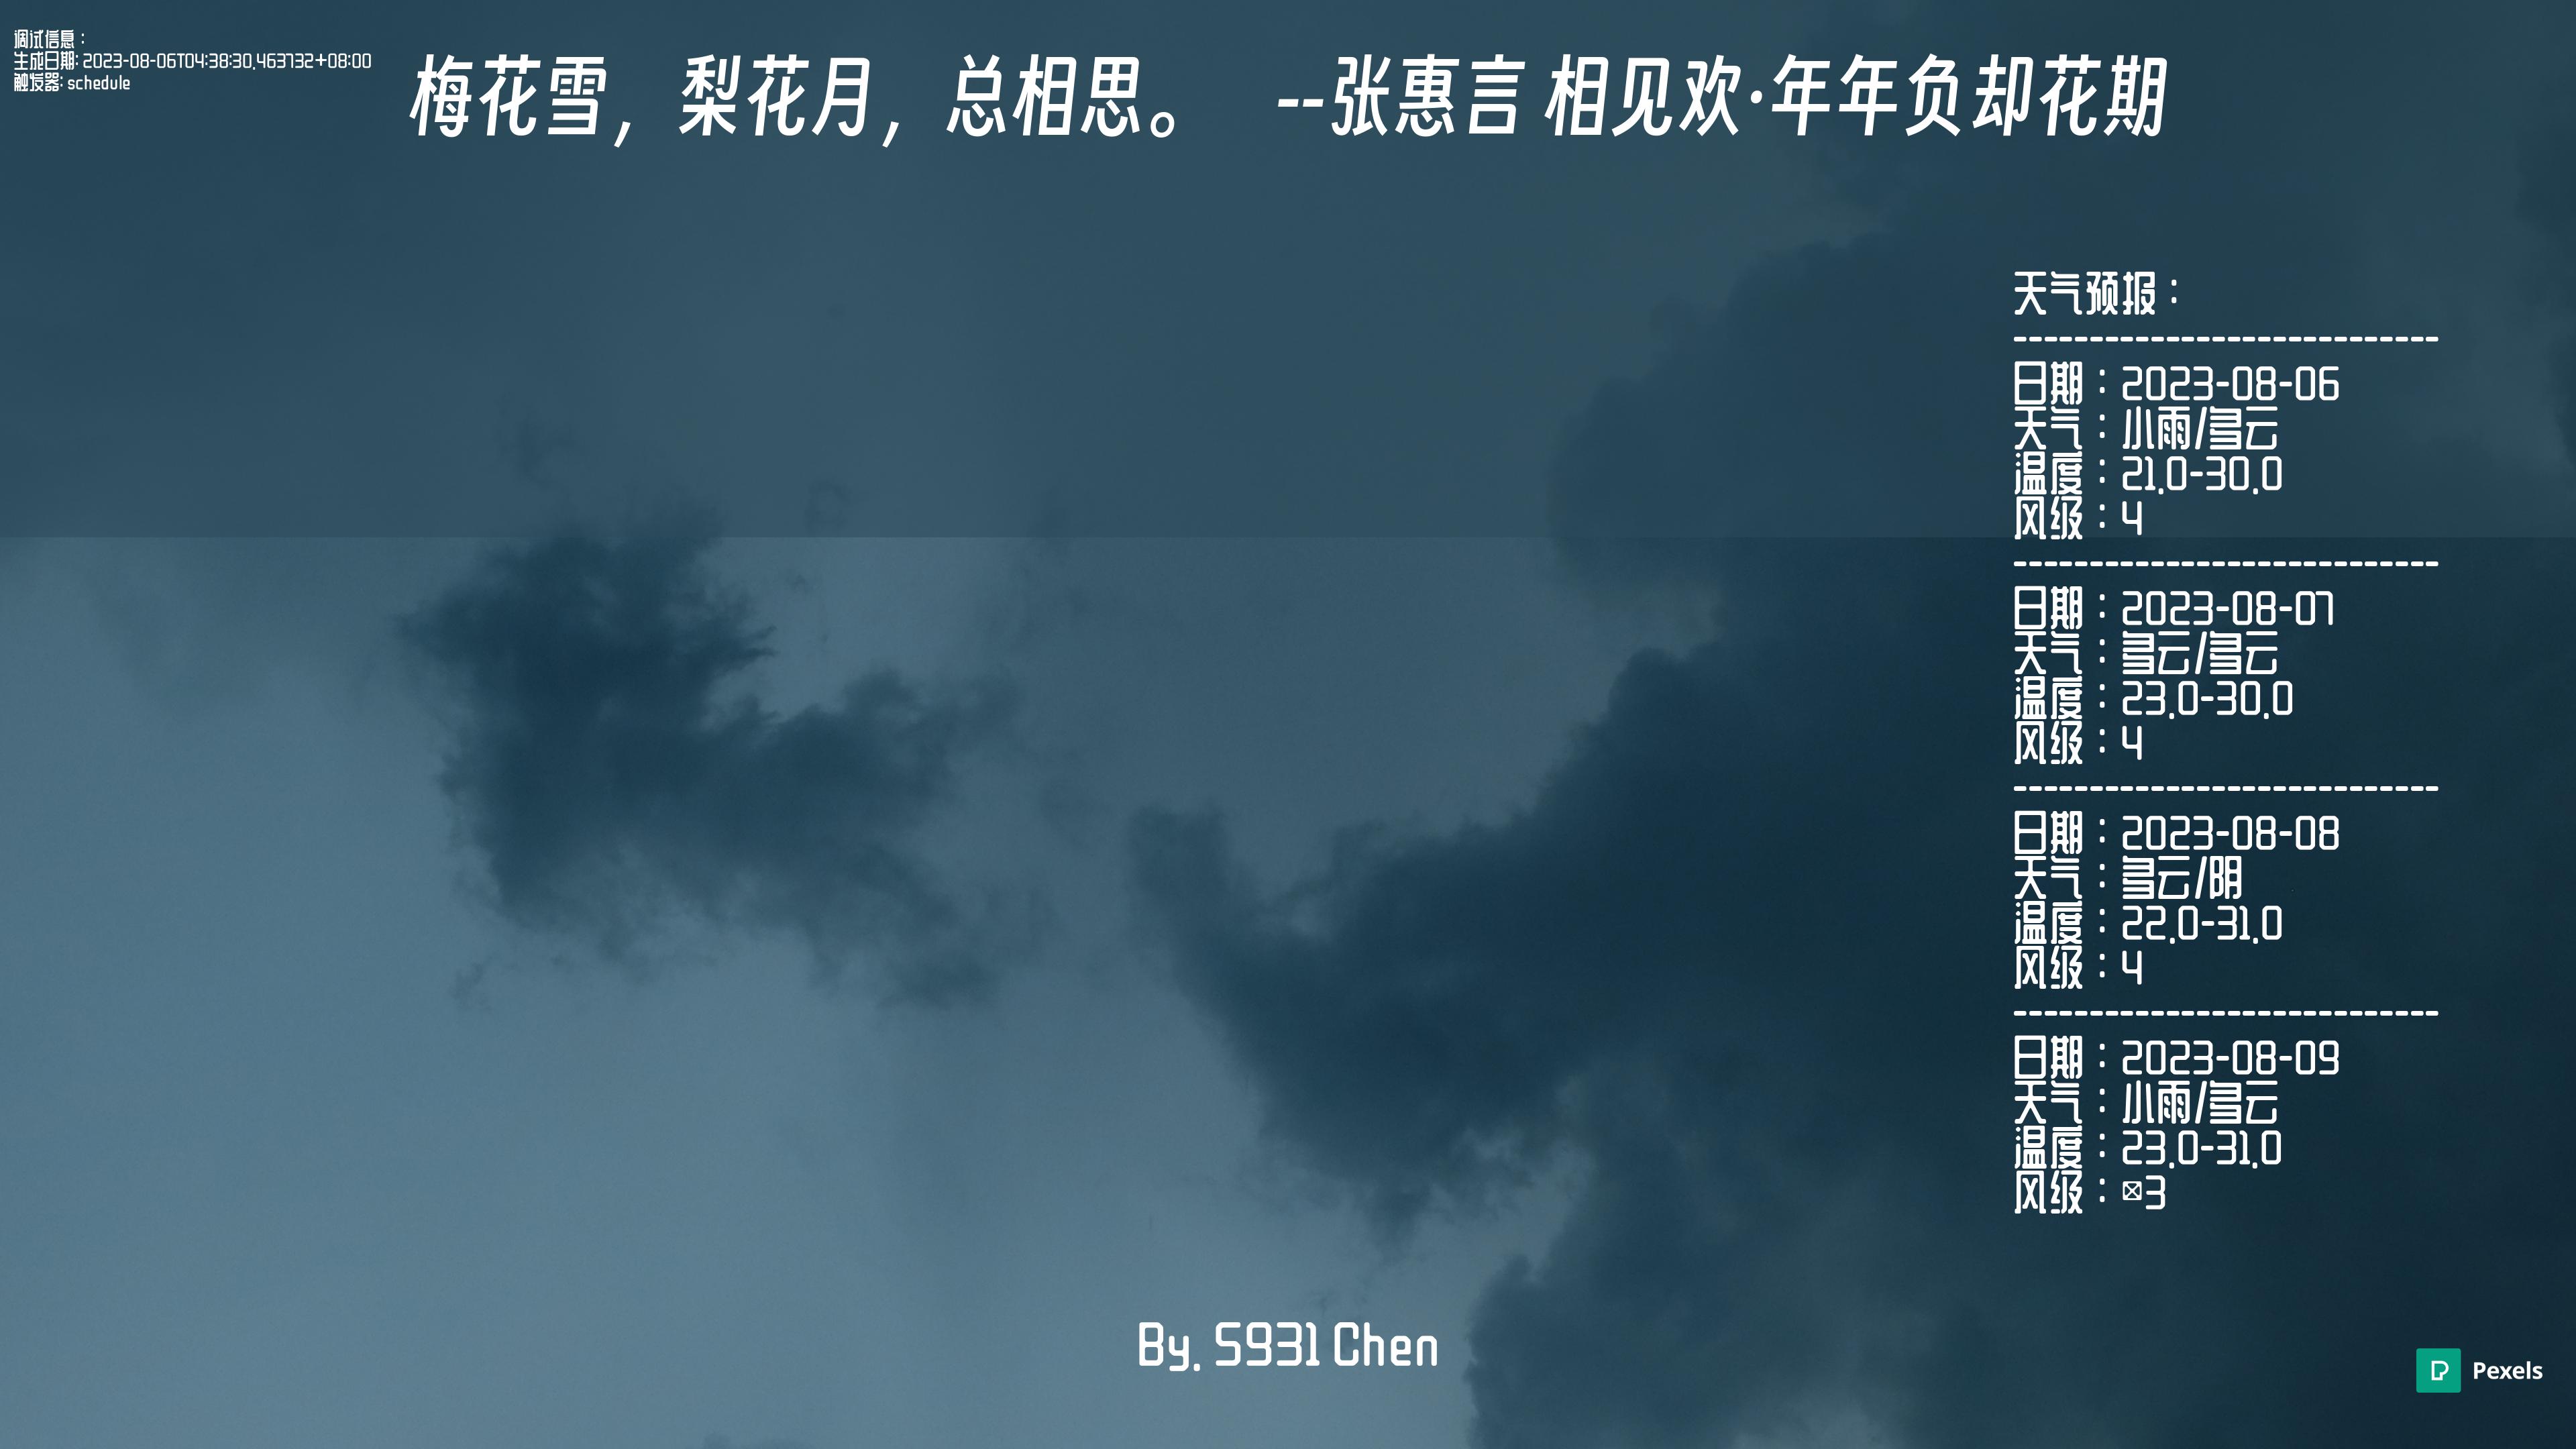 调试信息：
生成日期: 2023-08-06T04:38:30.463732+08:00
触发器: schedule
梅花雪，梨花月，总相思。 --张惠言 相见欢·年年负却花期
天气预报：
----------------------------
日期：2023-08-06
天气：小雨/多云
温度：21.0-30.0
风级：4
----------------------------
日期：2023-08-07
天气：多云/多云
温度：23.0-30.0
风级：4
----------------------------
日期：2023-08-08
天气：多云/阴
温度：22.0-31.0
风级：4
----------------------------
日期：2023-08-09
天气：小雨/多云
温度：23.0-31.0
风级：☒3
By. S931 Chen
Pexels